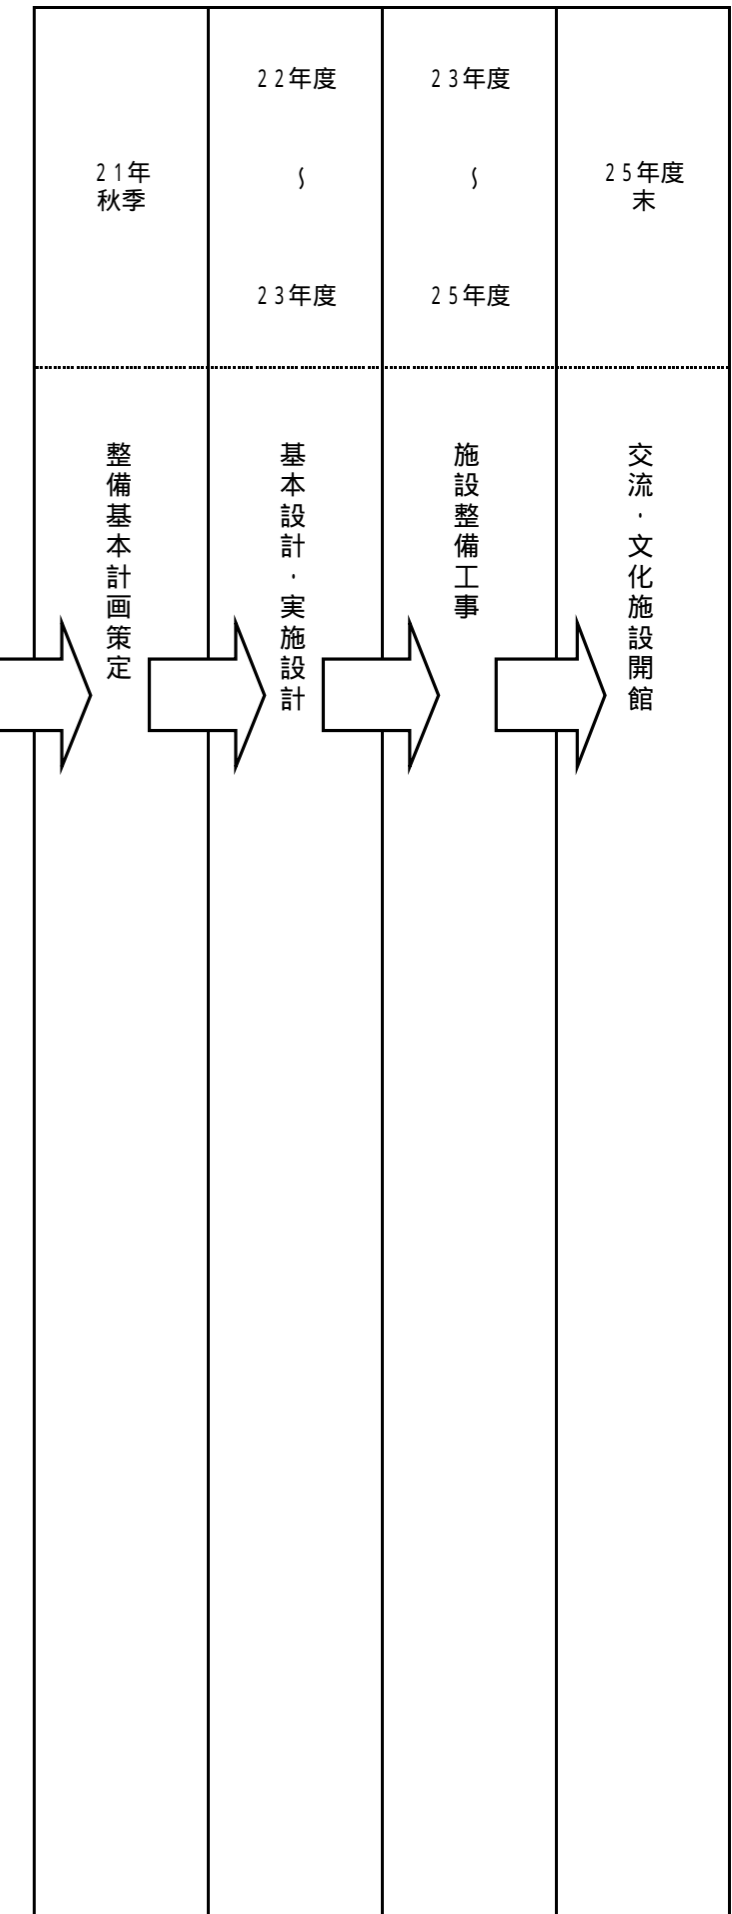 21年
秋季
22年度
~
23年度
23年度
~
25年度
25年度
末
整備基本計画策定
基本設計・実施設計
施設整備工事
交流・文化施設開館